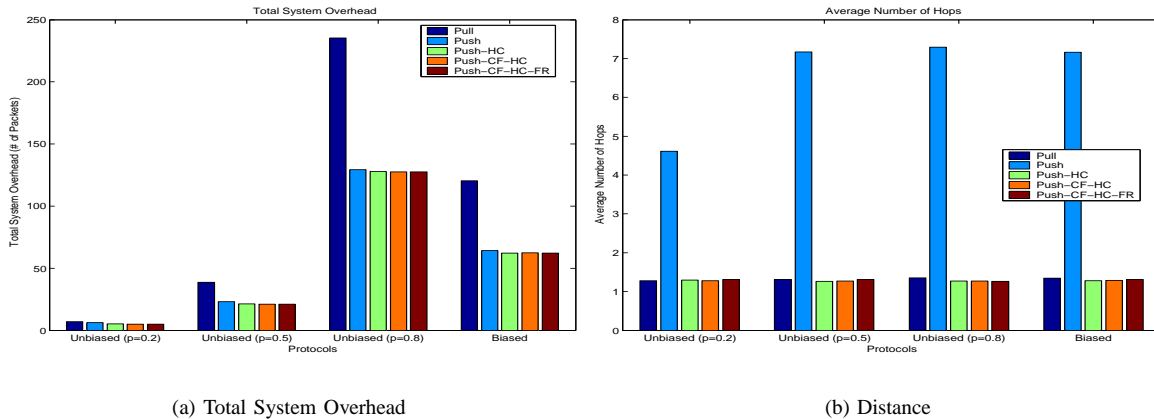 Total System Overhead
250
200
150
100
50
0
Total System Overhead (# of Packets)
Pull
Push
Push-HC
Push-CF-HC
Push-CF-HC-FR
Unbiased (p=0.2)
Unbiased (p=0.5)
Unbiased (p=0.8)
Biased
Protocols
(a) Total System Overhead
Average Number of Hops
8
7
6
5
4
3
2
1
0
Average Number of Hops
Pull
Push
Push-HC
Push-CF-HC
Push-CF-HC-FR
Unbiased (p=0.2)
Unbiased (p=0.5)
Unbiased (p=0.8)
Biased
Protocols
(b) Distance